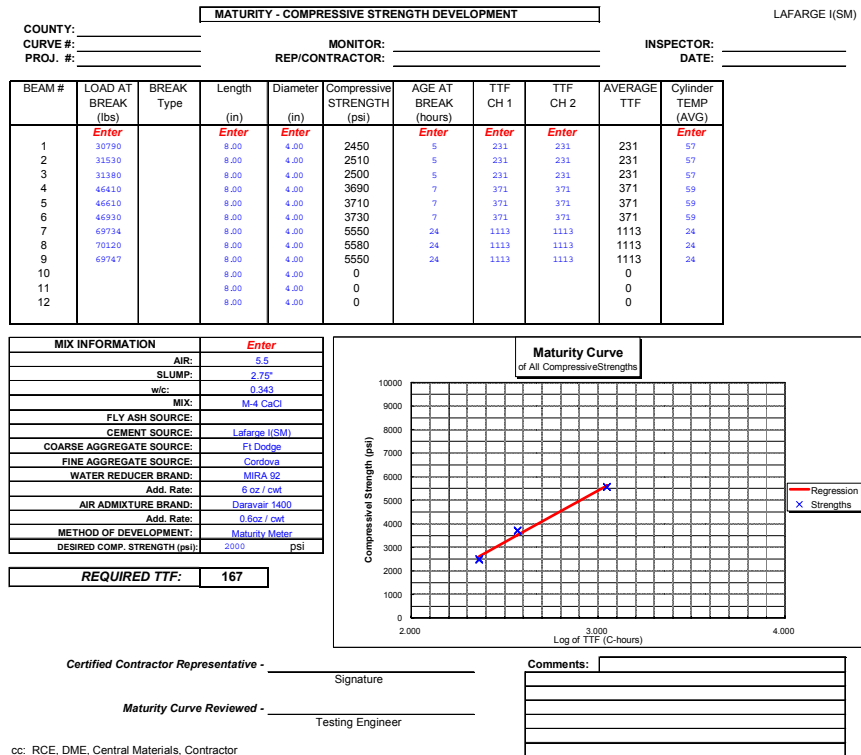 MATURITY - COMPRESSIVE STRENGTH DEVELOPMENT LAFARGE I(SM)
COUNTY:
CURVE #: MONITOR: INSPECTOR:
PROJ. #: REP/CONTRACTOR: DATE:
BEAM # LOAD AT BREAK Length Diameter Compressive AGE AT TTF TTF AVERAGE Cylinder
BREAK Type STRENGTH BREAK CH 1 CH 2 TTF TEMP
(lbs) (in) (in) (psi) (hours) (AVG)
Enter Enter Enter Enter Enter Enter Enter
1 30790 8.00 4.00 2450 5 231 231 231 57
2 31530 8.00 4.00 2510 5 231 231 231 57
3 31380 8.00 4.00 2500 5 231 231 231 57
4 46410 8.00 4.00 3690 7 371 371 371 59
5 46610 8.00 4.00 3710 7 371 371 371 59
6 46930 8.00 4.00 3730 7 371 371 371 59
7 69734 8.00 4.00 5550 24 1113 1113 1113 24
8 70120 8.00 4.00 5580 24 1113 1113 1113 24
9 69747 8.00 4.00 5550 24 1113 1113 1113 24
10 8.00 4.00 0 0
11 8.00 4.00 0 0
12 8.00 4.00 0 0
MIX INFORMATION Enter
AIR: 5.5
SLUMP: 2.75"
w/c: 0.343
MIX: M-4 CaCl
FLY ASH SOURCE:
CEMENT SOURCE: Lafarge I(SM)
COARSE AGGREGATE SOURCE: Ft Dodge
FINE AGGREGATE SOURCE: Cordova
WATER REDUCER BRAND: MIRA 92
Add. Rate: 6 oz / cwt
AIR ADMIXTURE BRAND: Daravair 1400
Add. Rate: 0.6oz / cwt
METHOD OF DEVELOPMENT: Maturity Meter
DESIRED COMP. STRENGTH (psi): 2000 psi
REQUIRED TTF: 167
Maturity Curve
of All CompressiveStrengths
Compressivel Strength (psi)
10000
9000
8000
7000
6000
5000
4000
3000
2000
1000
0
2.000 3.000 4.000
Log of TTF (C-hours)
Regression
Strengths
Certified Contractor Representative -
Signature
Maturity Curve Reviewed -
Testing Engineer
Comments:
cc: RCE, DME, Central Materials, Contractor